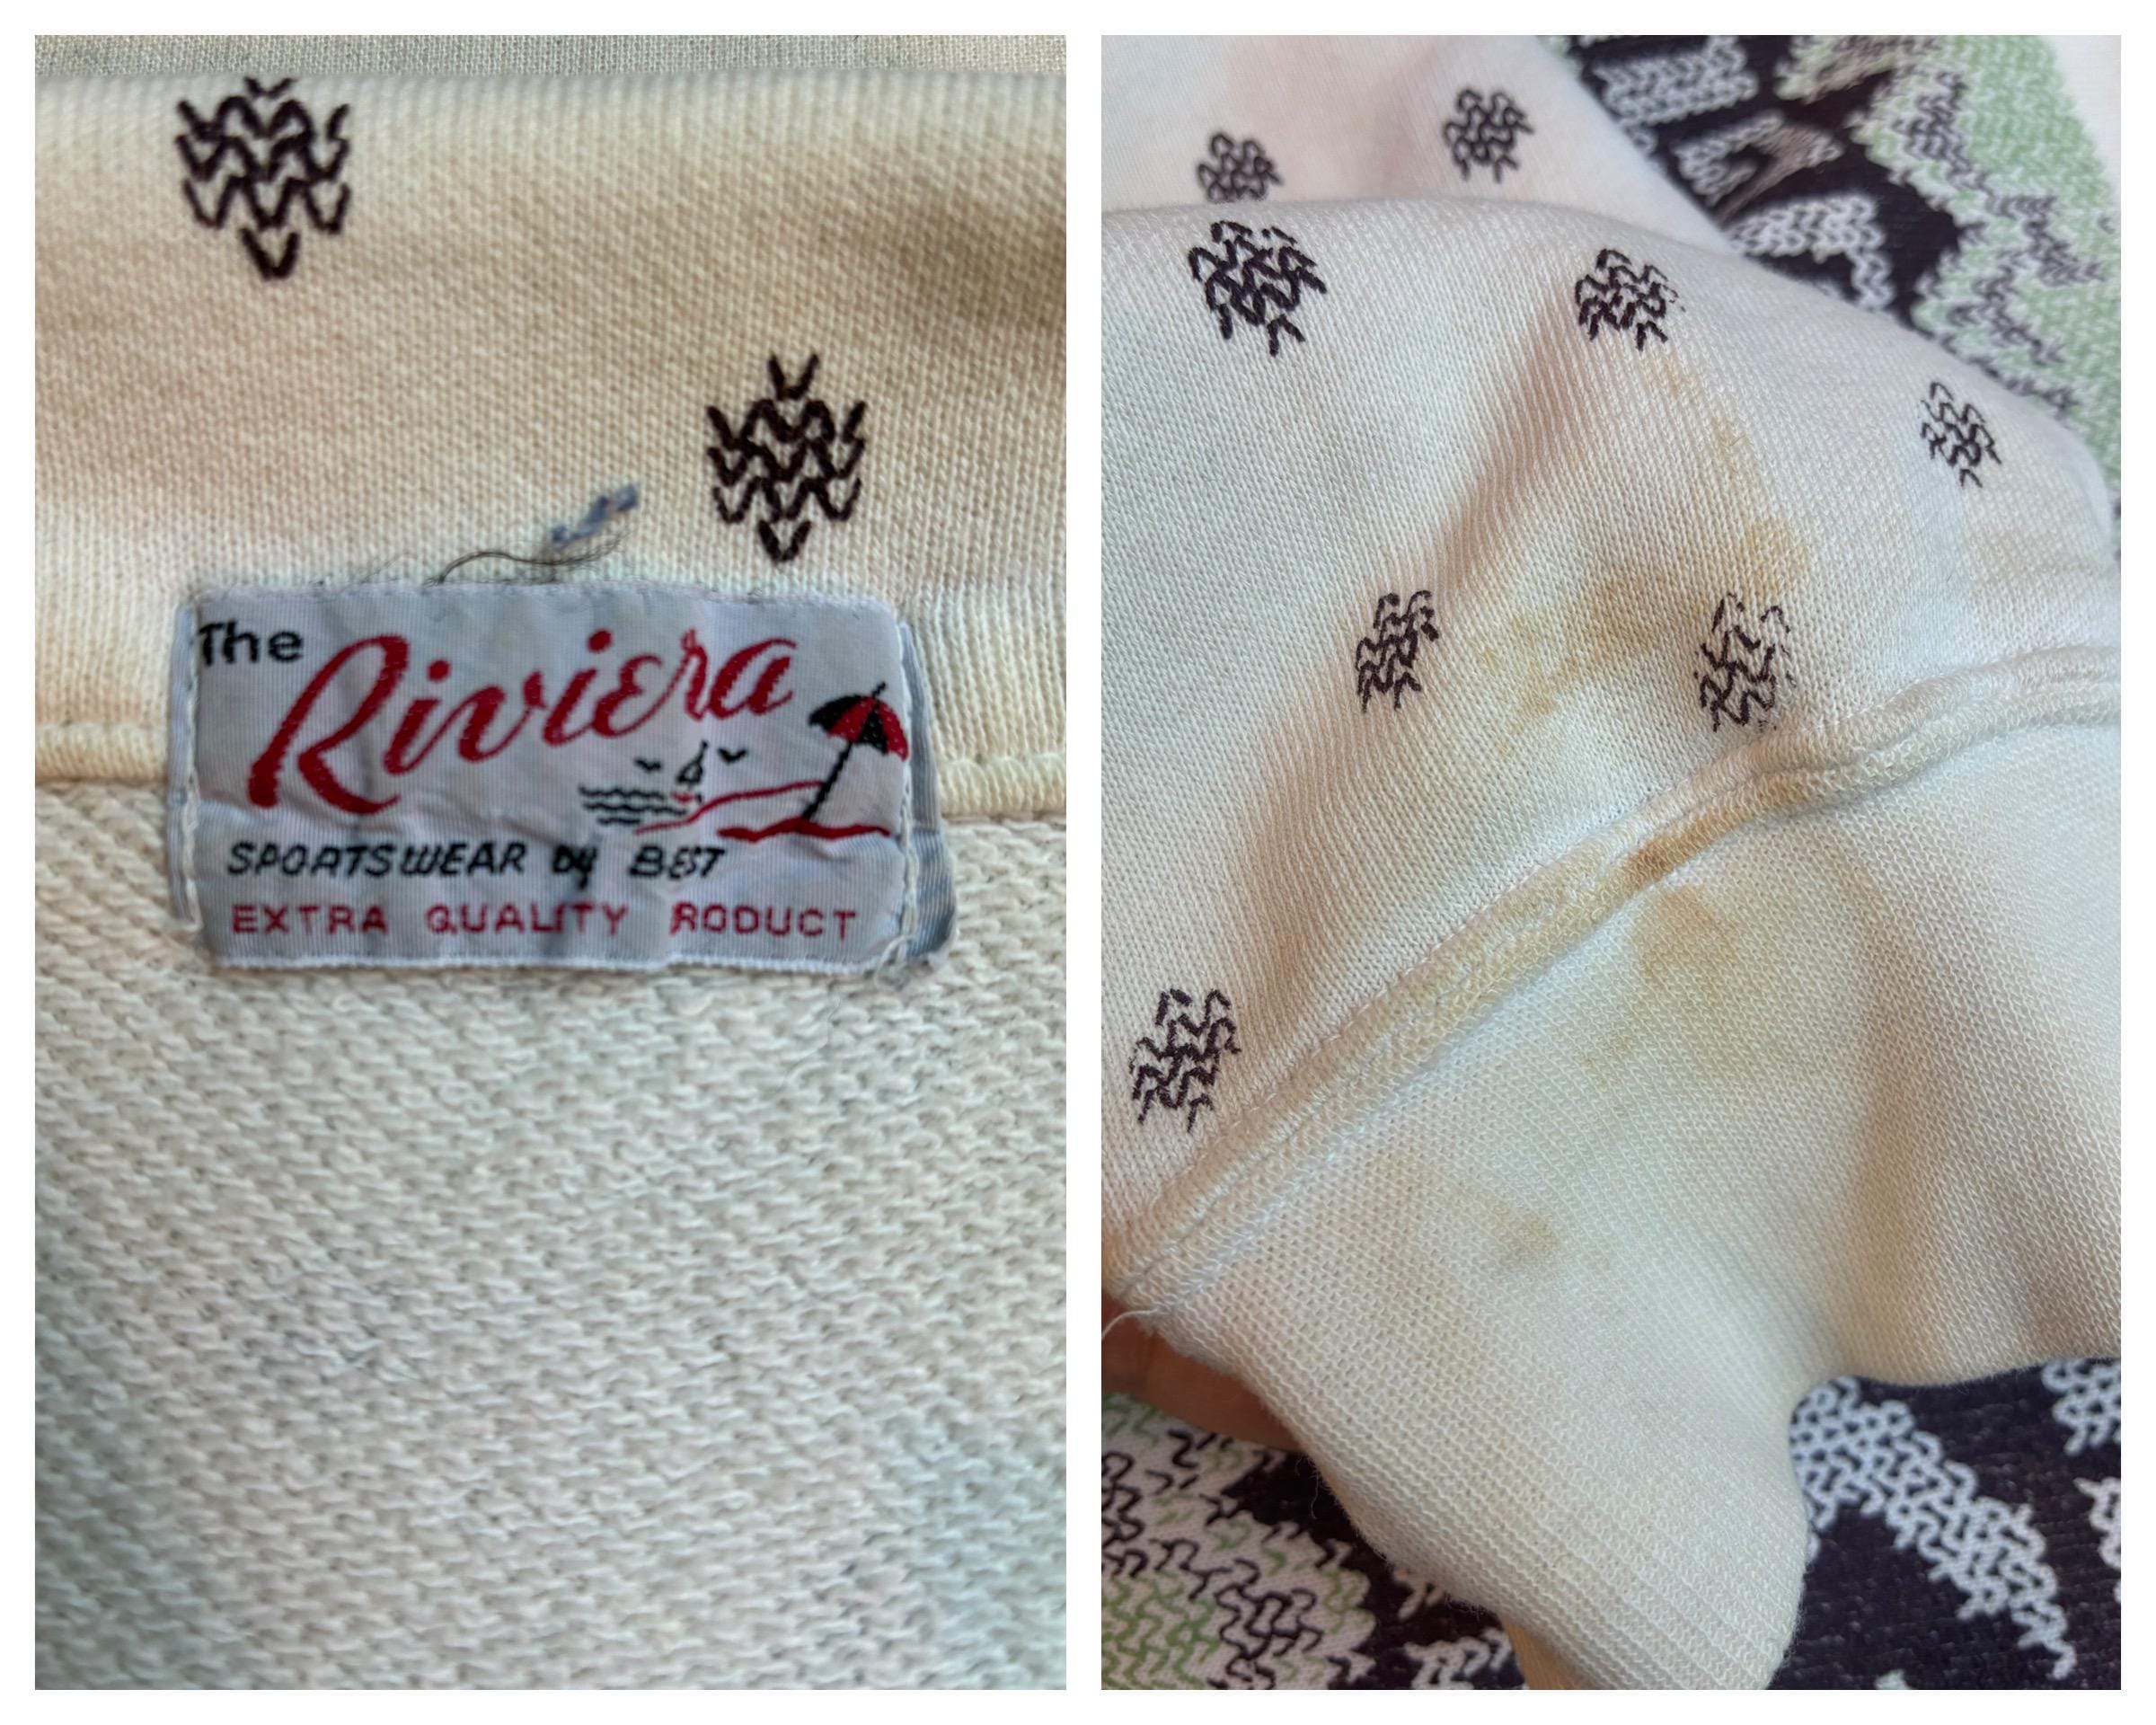 The
Riviera
SPORTSWEAR by BEST
EXTRA QUALITY RODUCT